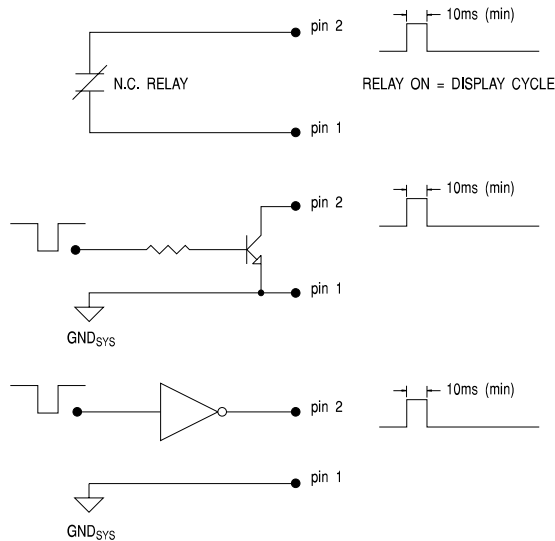 pin 2
10ms (min)
N.C. RELAY
RELAY ON = DISPLAY CYCLE
pin 1
pin 2
10ms (min)
pin 1
GNDSYS
pin 2
10ms (min)
pin 1
GNDSYS